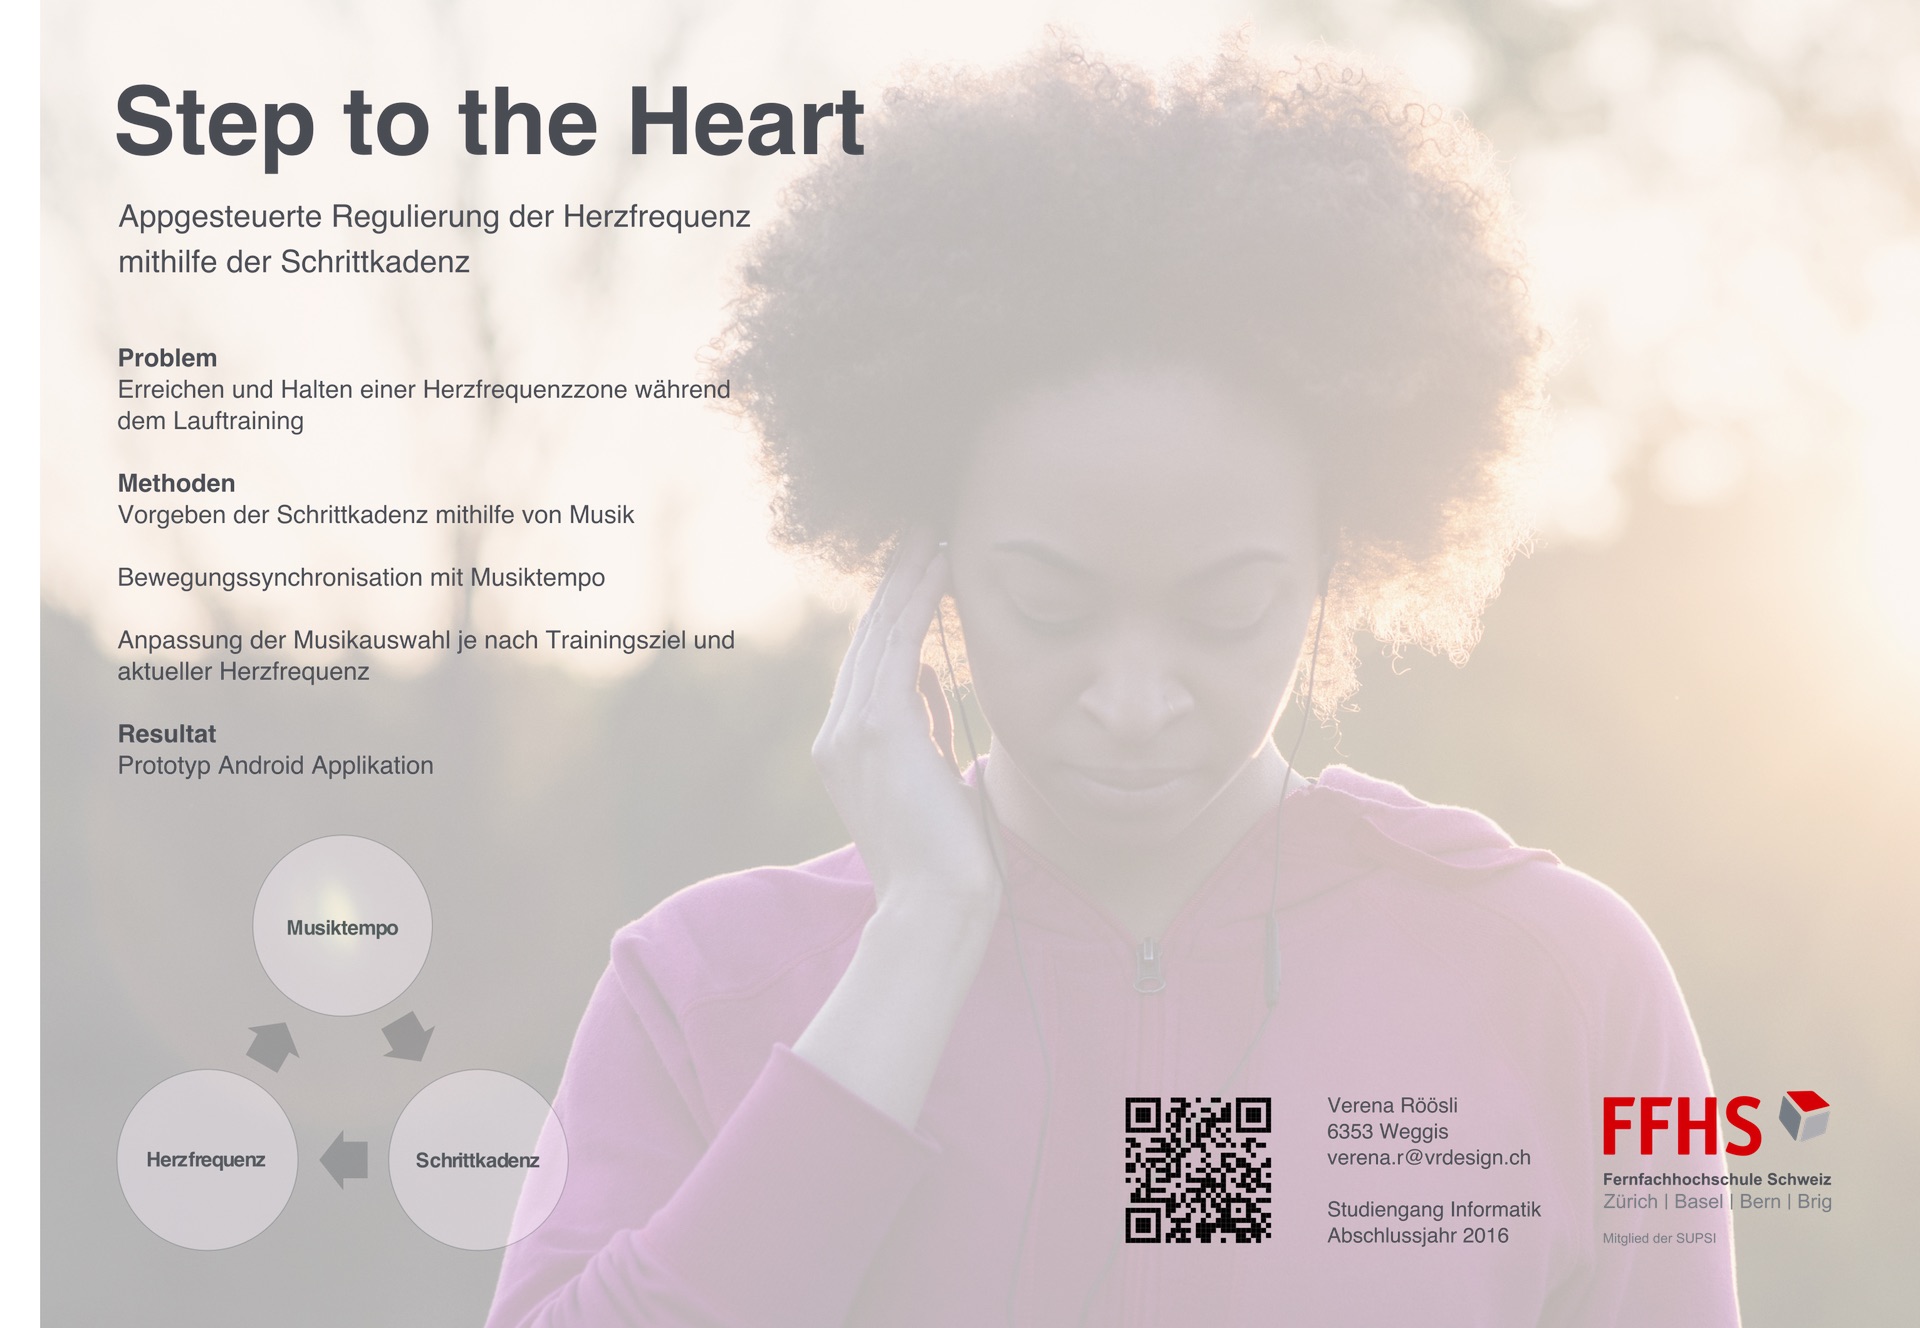 Step to the Heart
Appgesteuerte Regulierung der Herzfrequenz
mithilfe der Schrittkadenz
Problem
Erreichen und Halten einer Herzfrequenzzone während
dem Lauftraining
Methoden
Vorgeben der Schrittkadenz mithilfe von Musik
Bewegungssynchronisation mit Musiktempo
Anpassung der Musikauswahl je nach Trainingsziel und
aktueller Herzfrequenz
Resultat
Prototyp Android Applikation
Musiktempo
Herzfrequenz
Schrittkadenz
Verena Röösli
6353 Weggis
verena.r@vrdesign.ch
Studiengang Informatik
Abschlussjahr 2016
FFHS
Fernfachhochschule Schweiz
Zürich | Basel | Bern | Brig
Mitglied der SUPSI